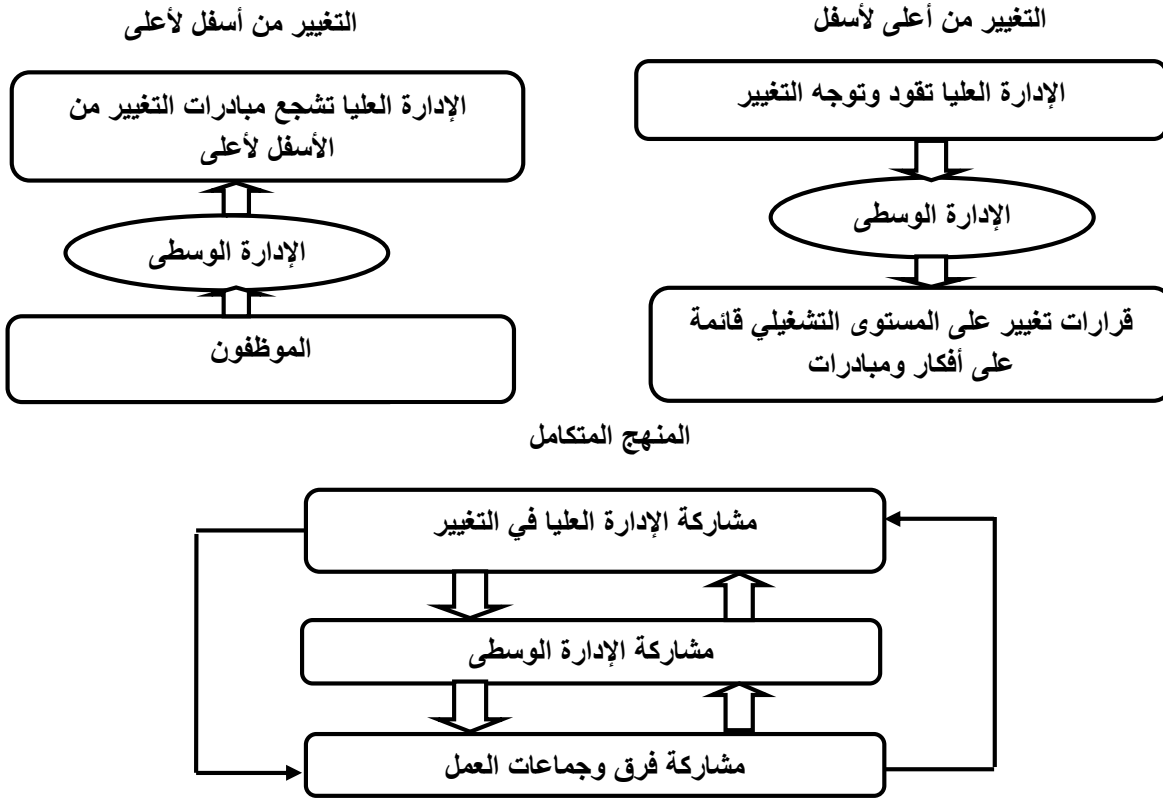 التغيير من أعلى لأسفل
الإدارة العليا تقود وتوجه التغيير
الإدارة الوسطى
قرارات تغيير على المستوى التشغيلي قائمة
على أفكار ومبادرات
التغيير من أسفل لأعلى
الإدارة العليا تشجع مبادرات التغيير من
الأسفل لأعلى
الإدارة الوسطى
الموظفون
المنهج المتكامل
مشاركة الإدارة العليا في التغيير
مشاركة الإدارة الوسطى
مشاركة فرق وجماعات العمل